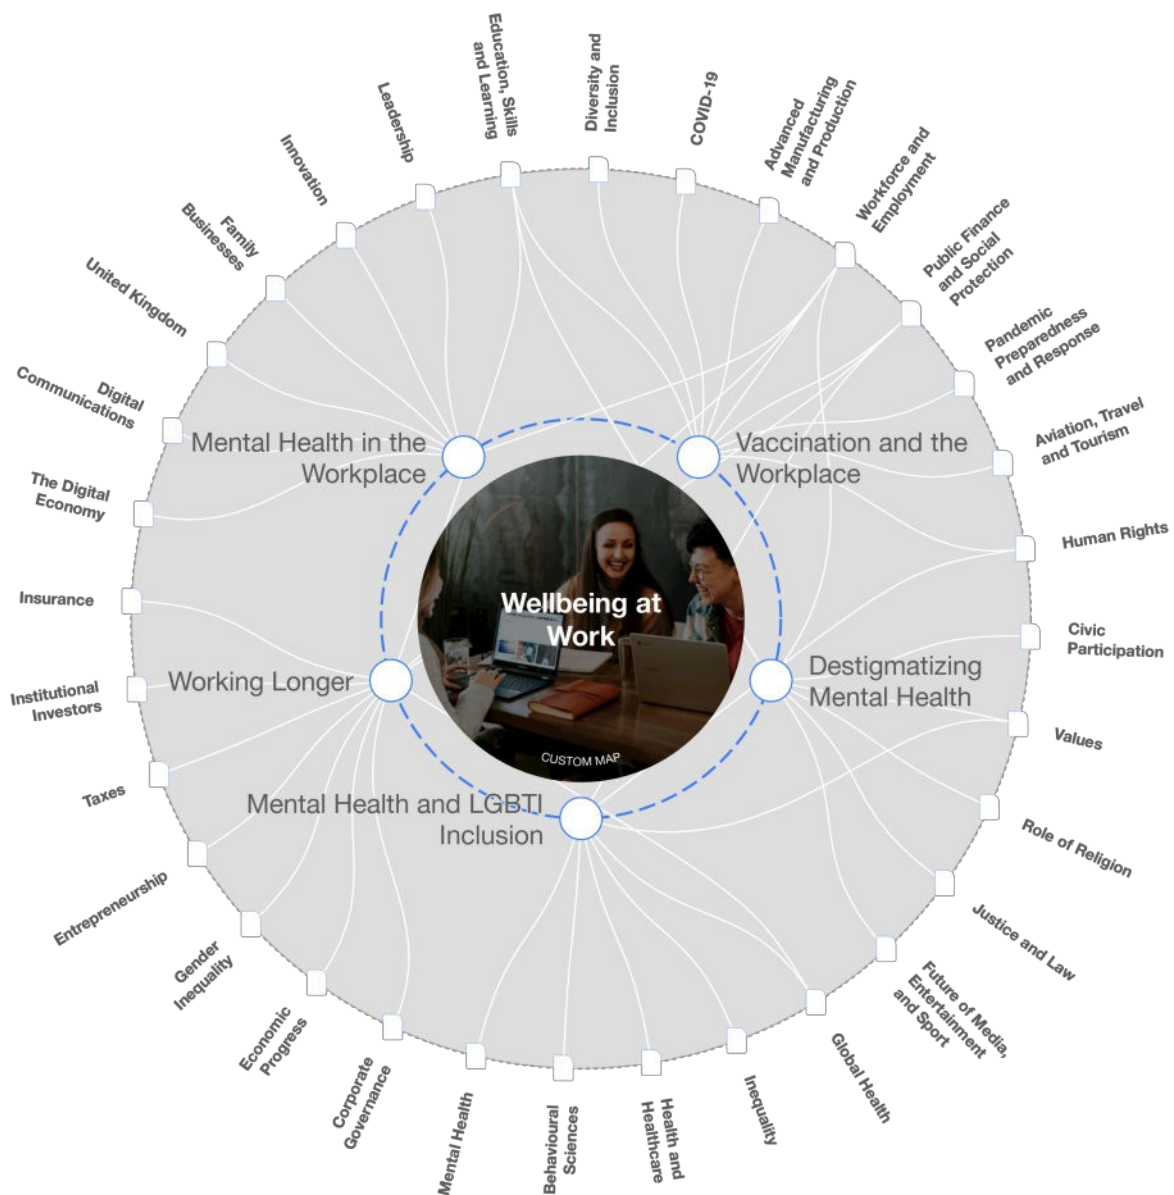 Education, Skills
and Learning
Diversity and
Inclusion
COVID-19
Advanced
Manufacturing
and Production
Workforce and
Employment
Public Finance
and Social
Protection
Pandemic
Preparedness
and Response
Aviation, Travel
and Tourism
Human Rights
Civic
Participation
Values
Role of Religion
Justice and Law
Future of Media,
Entertainment
and Sport
Global Health
Inequality
Health and
Healthcare
Behavioural
Sciences
Mental Health
Corporate
Governance
Economic
Progress
Gender
Inequality
Entrepreneurship
Taxes
Institutional
Investors
Insurance
The Digital
Economy
Digital
Communications
United Kingdom
Family
Businesses
Innovation
Leadership
Mental Health in the
Workplace
Vaccination and the
Workplace
Wellbeing at
Work
CUSTOM MAP
Working Longer
Destigmatizing
Mental Health
Mental Health and LGBTI
Inclusion